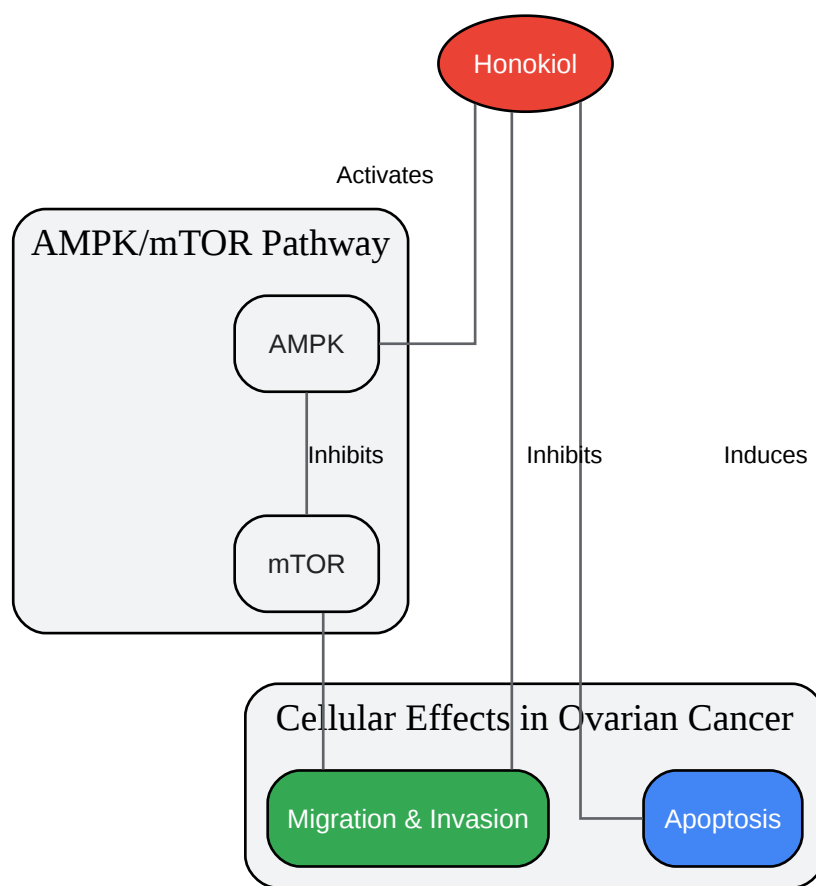 Honokiol
Activates
AMPK/mTOR Pathway
AMPK
Inhibits
Inhibits
Induces
mTOR
Cellular Effects in Ovarian Cancer
Migration & Invasion
Apoptosis